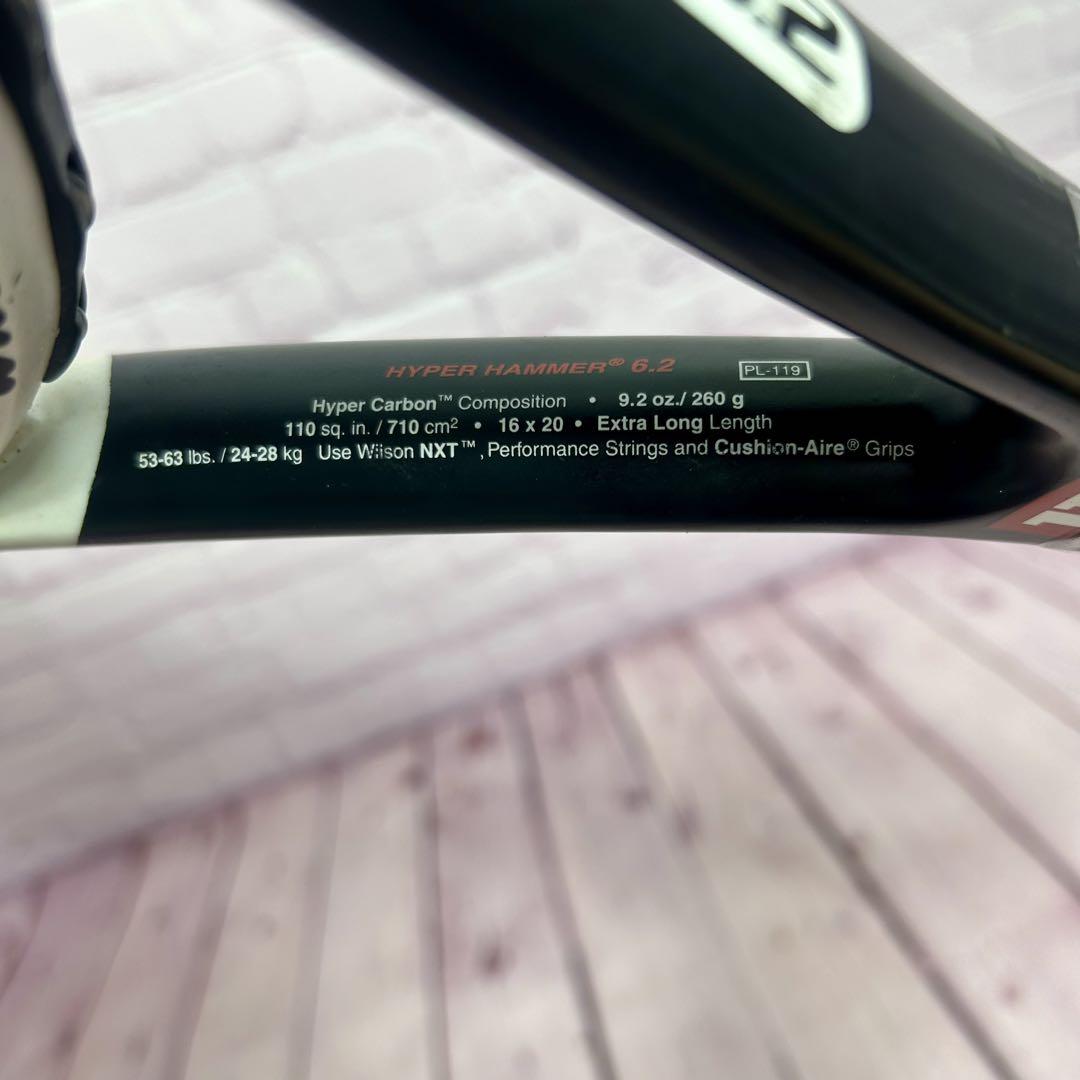 6.2
HYPER HAMMER® 6.2 PL-119
Hyper Carbon™ Composition • 9.2 oz./ 260 g
110 sq. in. / 710 cm² • 16 x 20 • Extra Long Length
53-63 lbs. / 24-28 kg Use Wilson NXT™, Performance Strings and Cushion-Aire® Grips